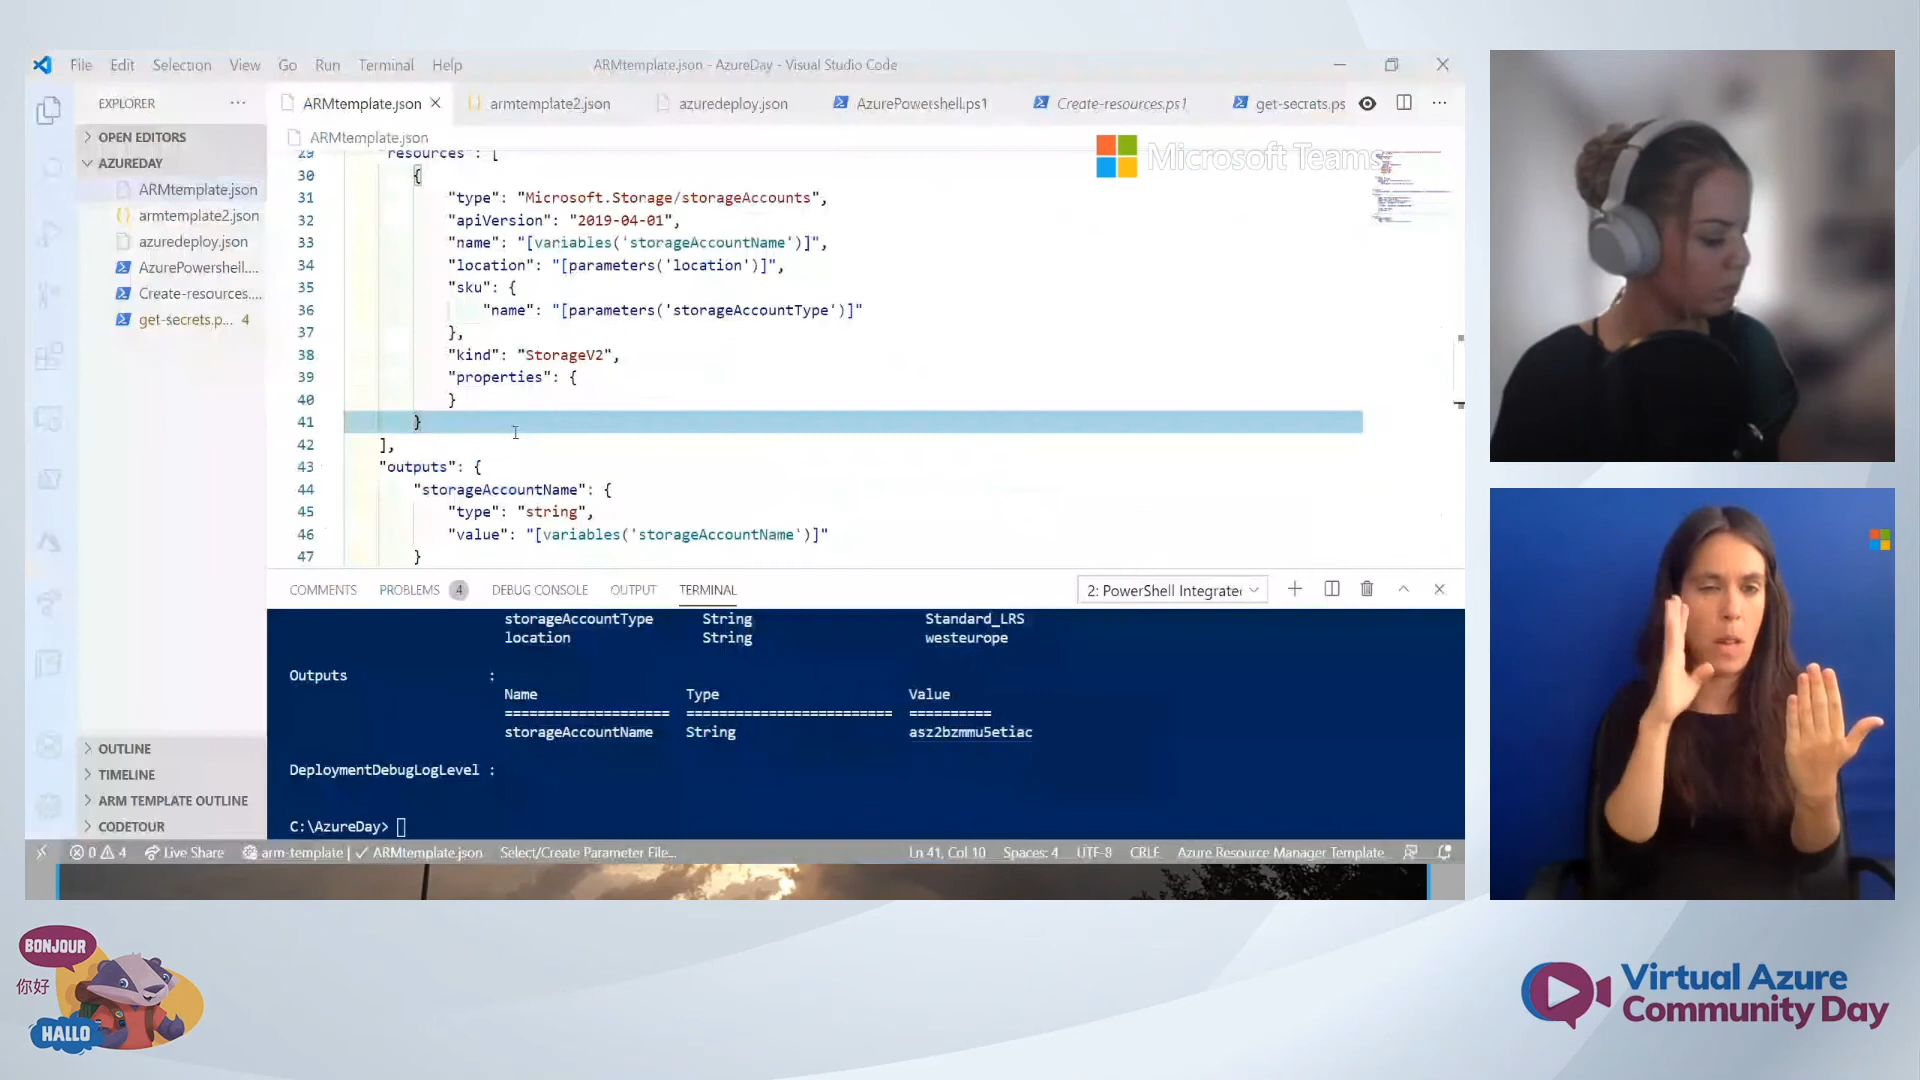 File Edit Selection View Go Run Terminal Help
ARMtemplate.json - AzureDay - Visual Studio Code
EXPLORER
ARMtemplate.json
armtemplate2.json
azuredeploy.json
AzurePowershell.ps1
Create-resources.ps1
get-secrets.ps
OPEN EDITORS
AZUREDAY
ARMtemplate.json
armtemplate2.json
azuredeploy.json
AzurePowershell....
Create-resources....
get-secrets.p... 4
OUTLINE
TIMELINE
ARM TEMPLATE OUTLINE
CODETOUR
ARMtemplate.json
Microsoft Teams
29 "resources": [
30 {
31 "type": "Microsoft.Storage/storageAccounts",
32 "apiVersion": "2019-04-01",
33 "name": "[variables('storageAccountName')]",
34 "location": "[parameters('location')]",
35 "sku": {
36 "name": "[parameters('storageAccountType')]"
37 },
38 "kind": "StorageV2",
39 "properties": {
40 }
41 }
42 ],
43 "outputs": {
44 "storageAccountName": {
45 "type": "string",
46 "value": "[variables('storageAccountName')]"
47 }
COMMENTS PROBLEMS 4 DEBUG CONSOLE OUTPUT TERMINAL
2: PowerShell Integrate
storageAccountType String Standard_LRS
location String westeurope
Outputs :
Name Type Value
==================== ========================= ==========
storageAccountName String asz2bzmmu5etiac
DeploymentDebugLogLevel :
C:\AzureDay>
0 4 Live Share arm-template | ✓ ARMtemplate.json Select/Create Parameter File...
Ln 41, Col 10 Spaces: 4 UTF-8 CRLF Azure Resource Manager Template
BONJOUR
你好
HALLO
Virtual Azure
Community Day